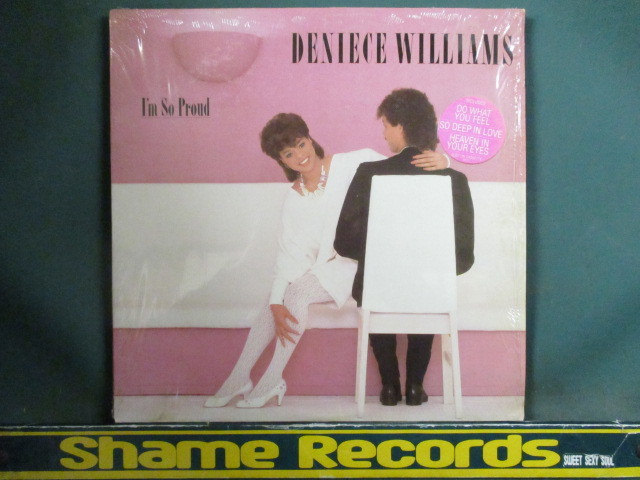 DENIECE WILLIAMS
I'm So Proud
DO WHAT
YOU FEEL
SO DEEP IN LOVE
HEAVEN IN
YOUR EYES
Shame Records
SWEET SEXY SOUL